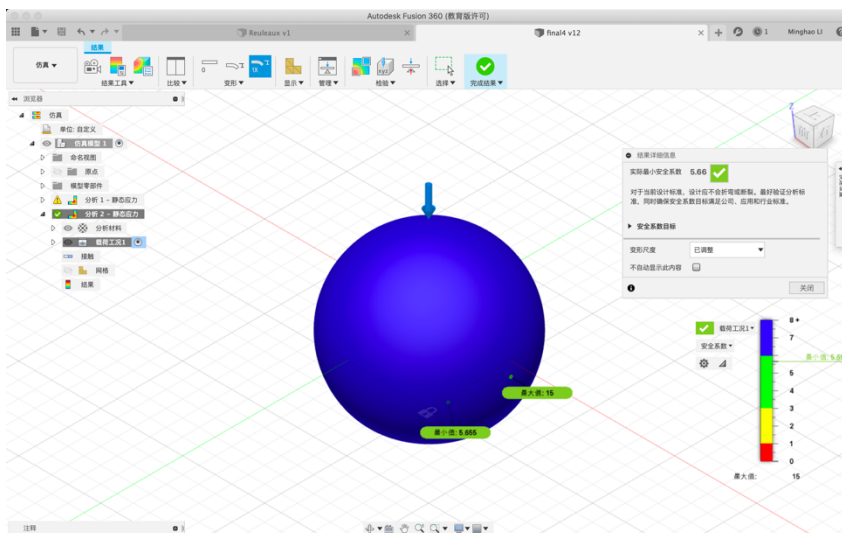 Autodesk Fusion 360 (教育版许可)
Reuleaux v1
final4 v12
1
Minghao LI
结果
仿真
结果工具
比较
变形
显示
管理
检验
选择
完成结果
浏览器
仿真
单位: 自定义
仿真模型 1
命名视图
原点
模型零部件
分析 1 - 静态应力
分析 2 - 静态应力
分析材料
载荷工况1
接触
网格
结果
Z
结果详细信息
实际最小安全系数 5.66
对于当前设计标准，设计应不会折弯或断裂。最好验证分析标
准，同时确保安全系数目标满足公司、应用和行业标准。
安全系数目标
变形尺度 已调整
不自动显示此内容
关闭
载荷工况1
安全系数
8 +
7
5
4
3
2
1
0
最大值: 15
最大值: 15
最小值: 5.655
注释